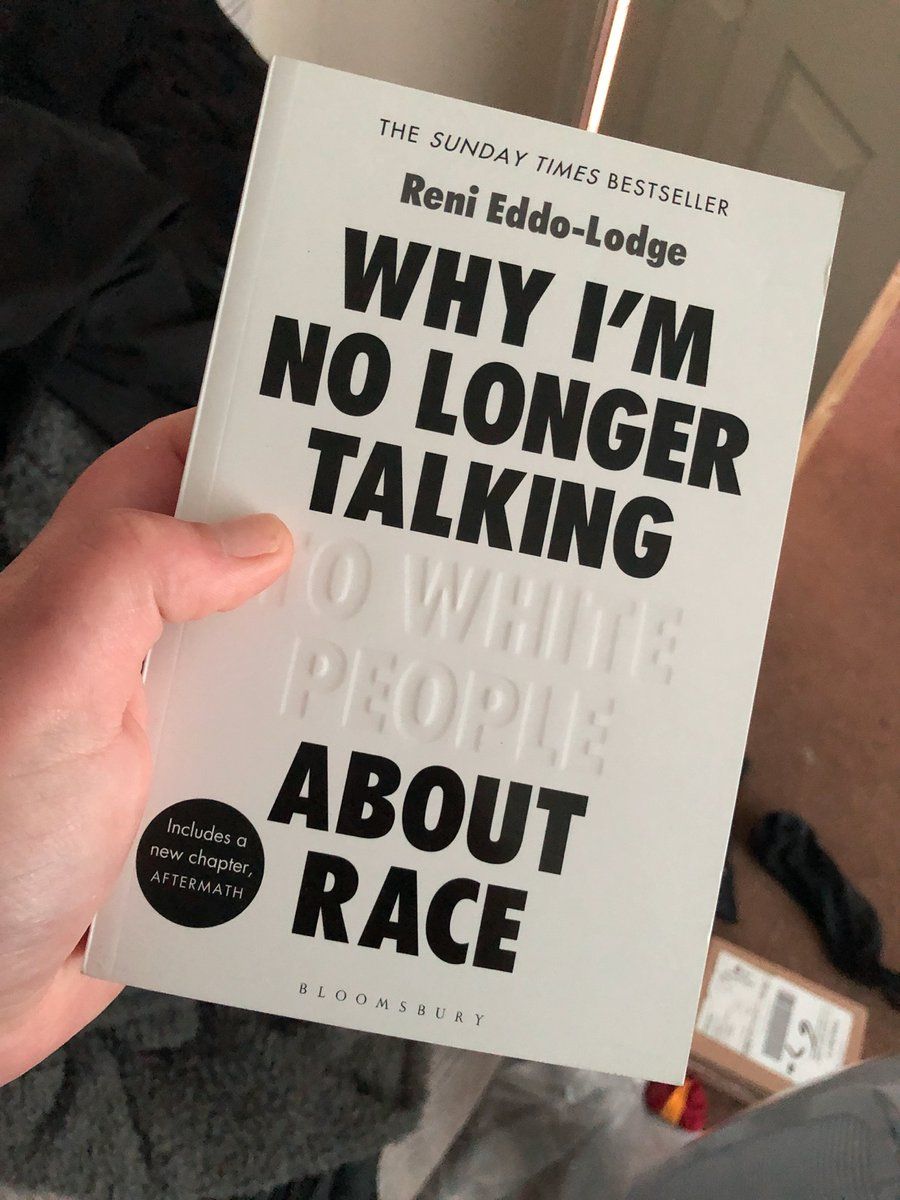 THE SUNDAY TIMES BESTSELLER
Reni Eddo-Lodge
WHY I'M
NO LONGER
TALKING
TO WHITE
PEOPLE
ABOUT
RACE
Includes a
new chapter,
AFTERMATH
BLOOMSBURY